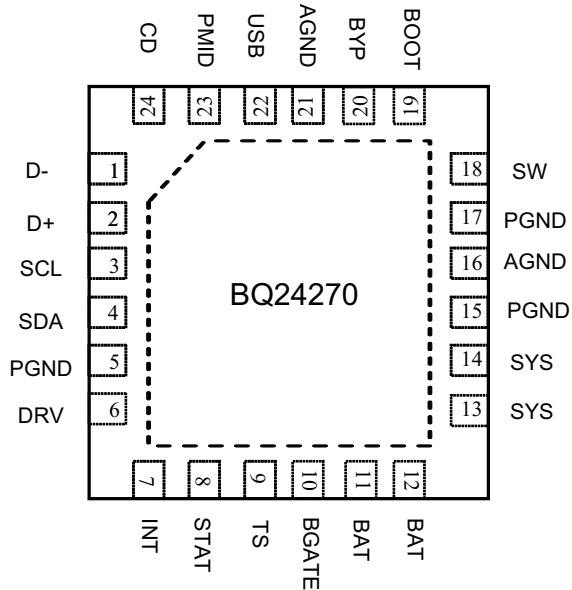 CD
PMID
USB
AGND
BYP
BOOT
24
23
22
21
20
19
D- 1
D+ 2
SCL 3
SDA 4
PGND 5
DRV 6
BQ24270
18 SW
17 PGND
16 AGND
15 PGND
14 SYS
13 SYS
7
8
9
10
11
12
INT
STAT
TS
BGATE
BAT
BAT